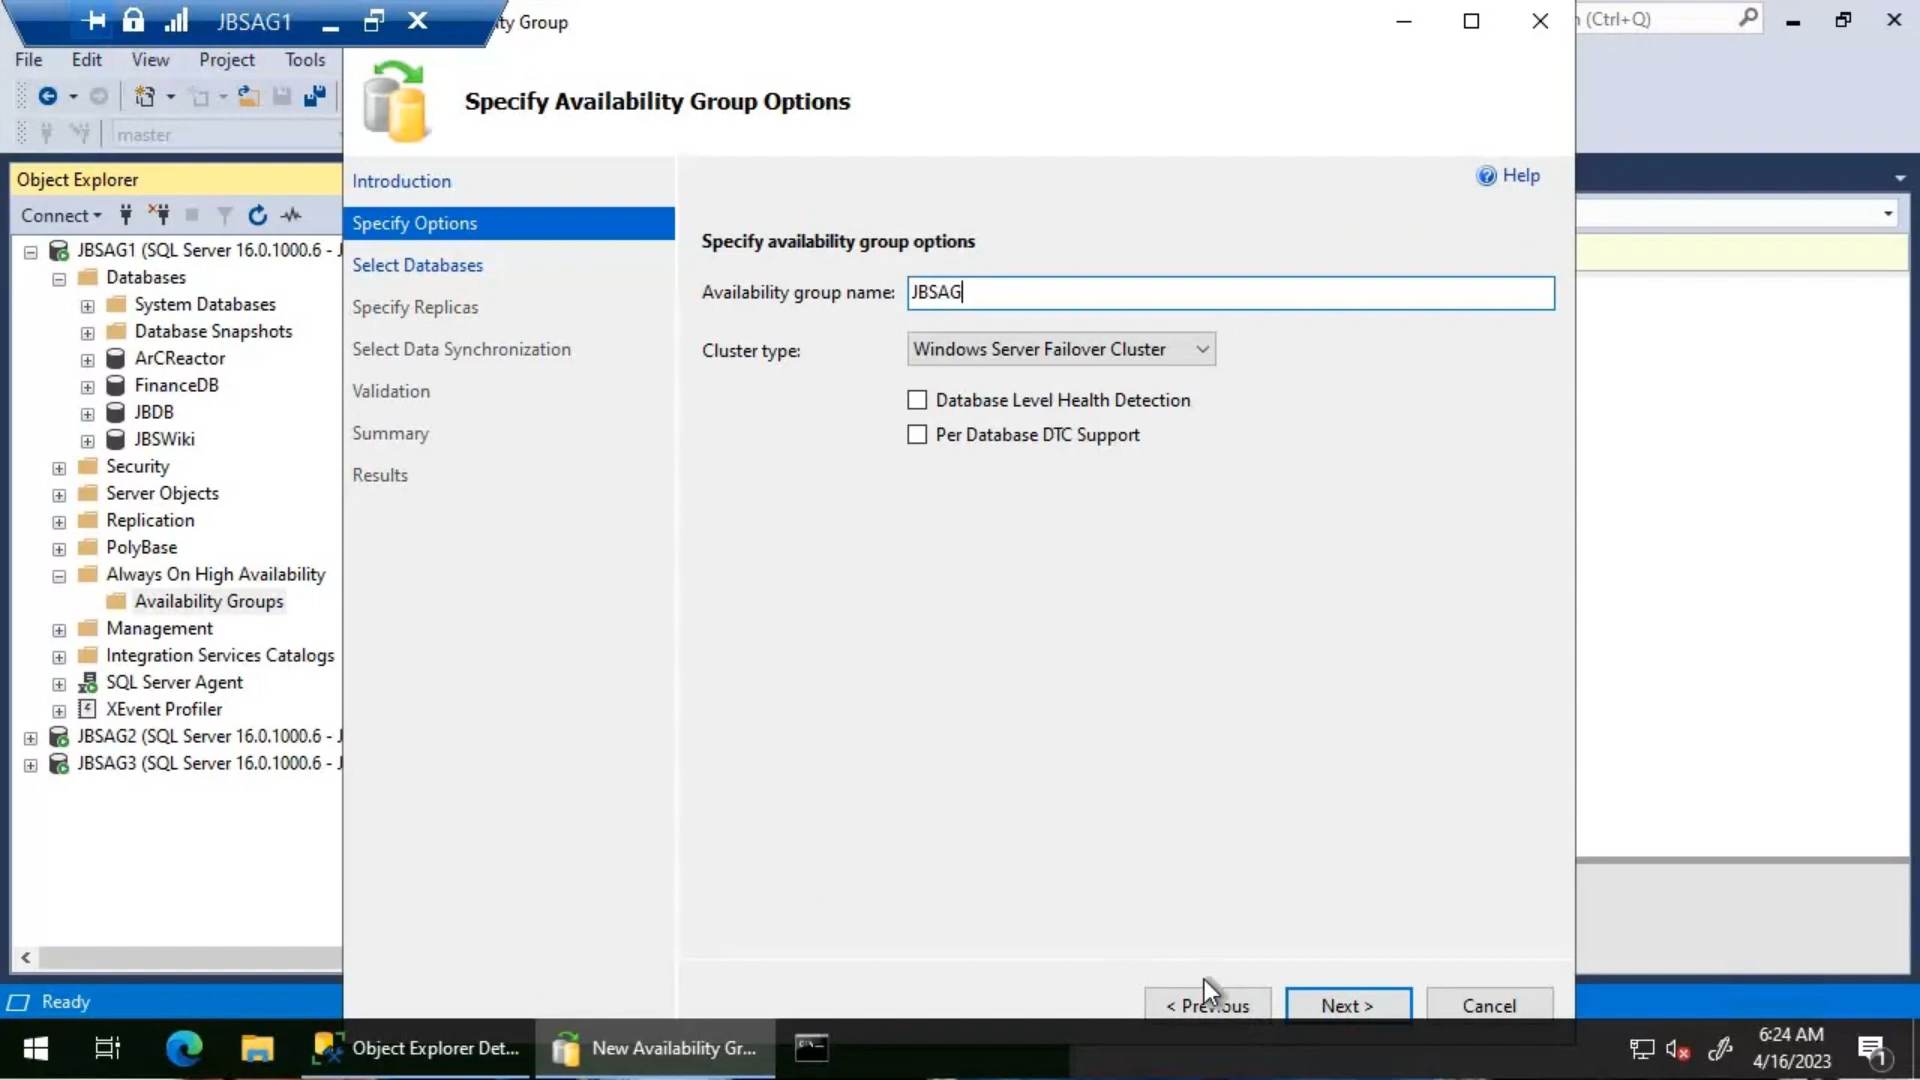 JBSAG1
ty Group
(Ctrl+Q)
File Edit View Project Tools
master
Specify Availability Group Options
Object Explorer
Connect
JBSAG1 (SQL Server 16.0.1000.6 - J
Databases
System Databases
Database Snapshots
ArCReactor
FinanceDB
JBDB
JBSWiki
Security
Server Objects
Replication
PolyBase
Always On High Availability
Availability Groups
Management
Integration Services Catalogs
SQL Server Agent
XEvent Profiler
JBSAG2 (SQL Server 16.0.1000.6 - J
JBSAG3 (SQL Server 16.0.1000.6 - J
Introduction
Specify Options
Select Databases
Specify Replicas
Select Data Synchronization
Validation
Summary
Results
Help
Specify availability group options
Availability group name: JBSAG
Cluster type: Windows Server Failover Cluster
Database Level Health Detection
Per Database DTC Support
< Previous Next > Cancel
Ready
Object Explorer Det...
New Availability Gr...
6:24 AM
4/16/2023
1